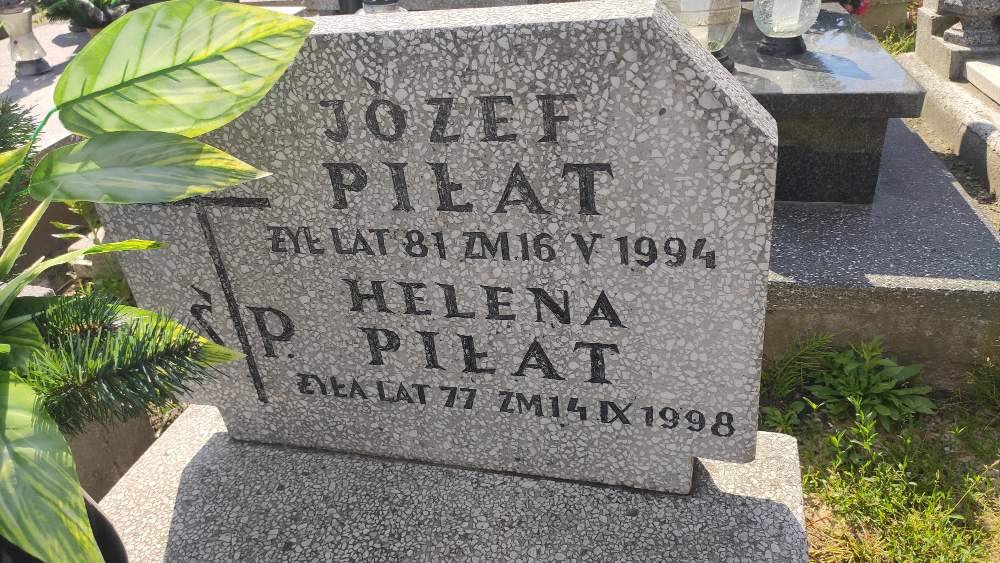 JÓZEF
PIŁAT
ŻYŁ LAT 81 ZM. 16 V 1994
HELENA
PIŁAT
ŻYŁA LAT 77 ZM 14 IX 1998
Ś P.